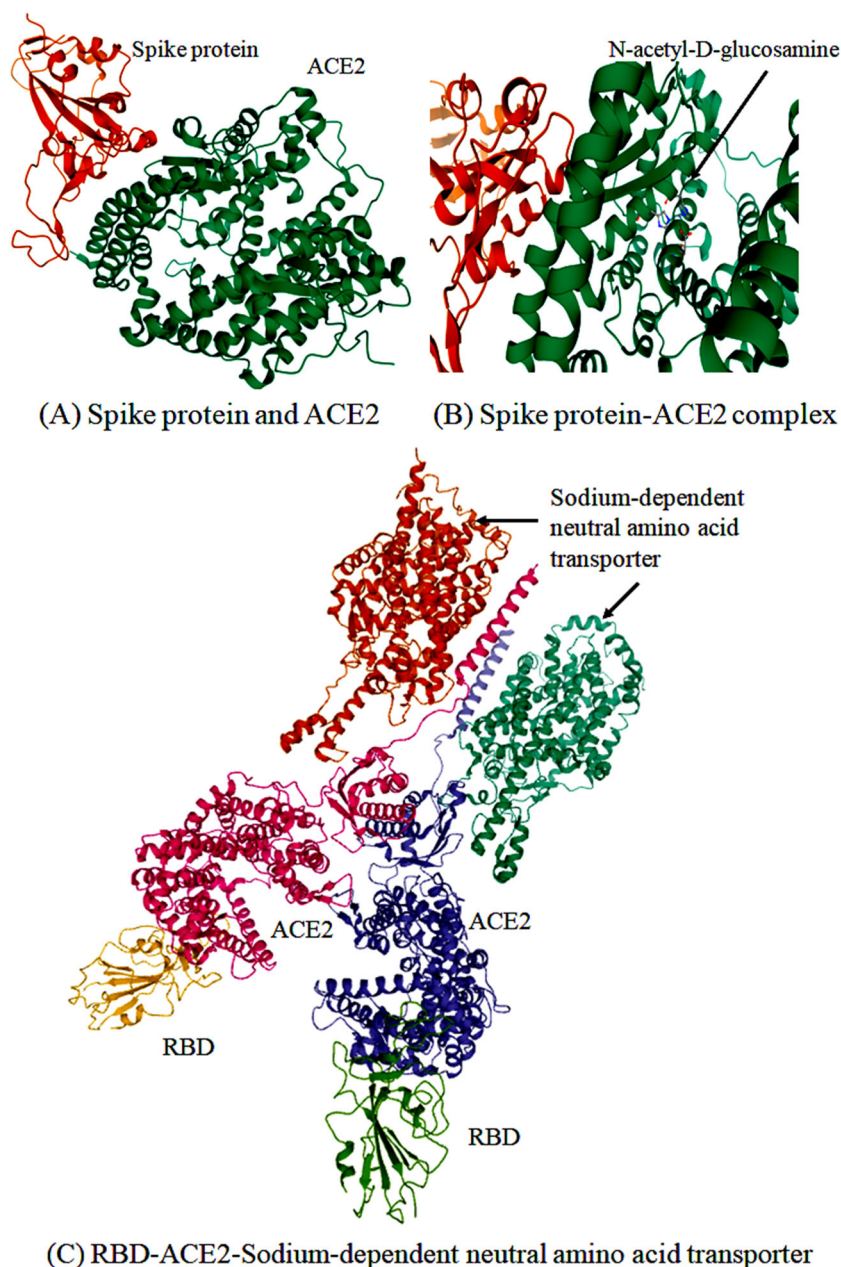 Spike protein
ACE2
N-acetyl-D-glucosamine
(A) Spike protein and ACE2
(B) Spike protein-ACE2 complex
Sodium-dependent
neutral amino acid
transporter
ACE2
ACE2
RBD
RBD
(C) RBD-ACE2-Sodium-dependent neutral amino acid transporter